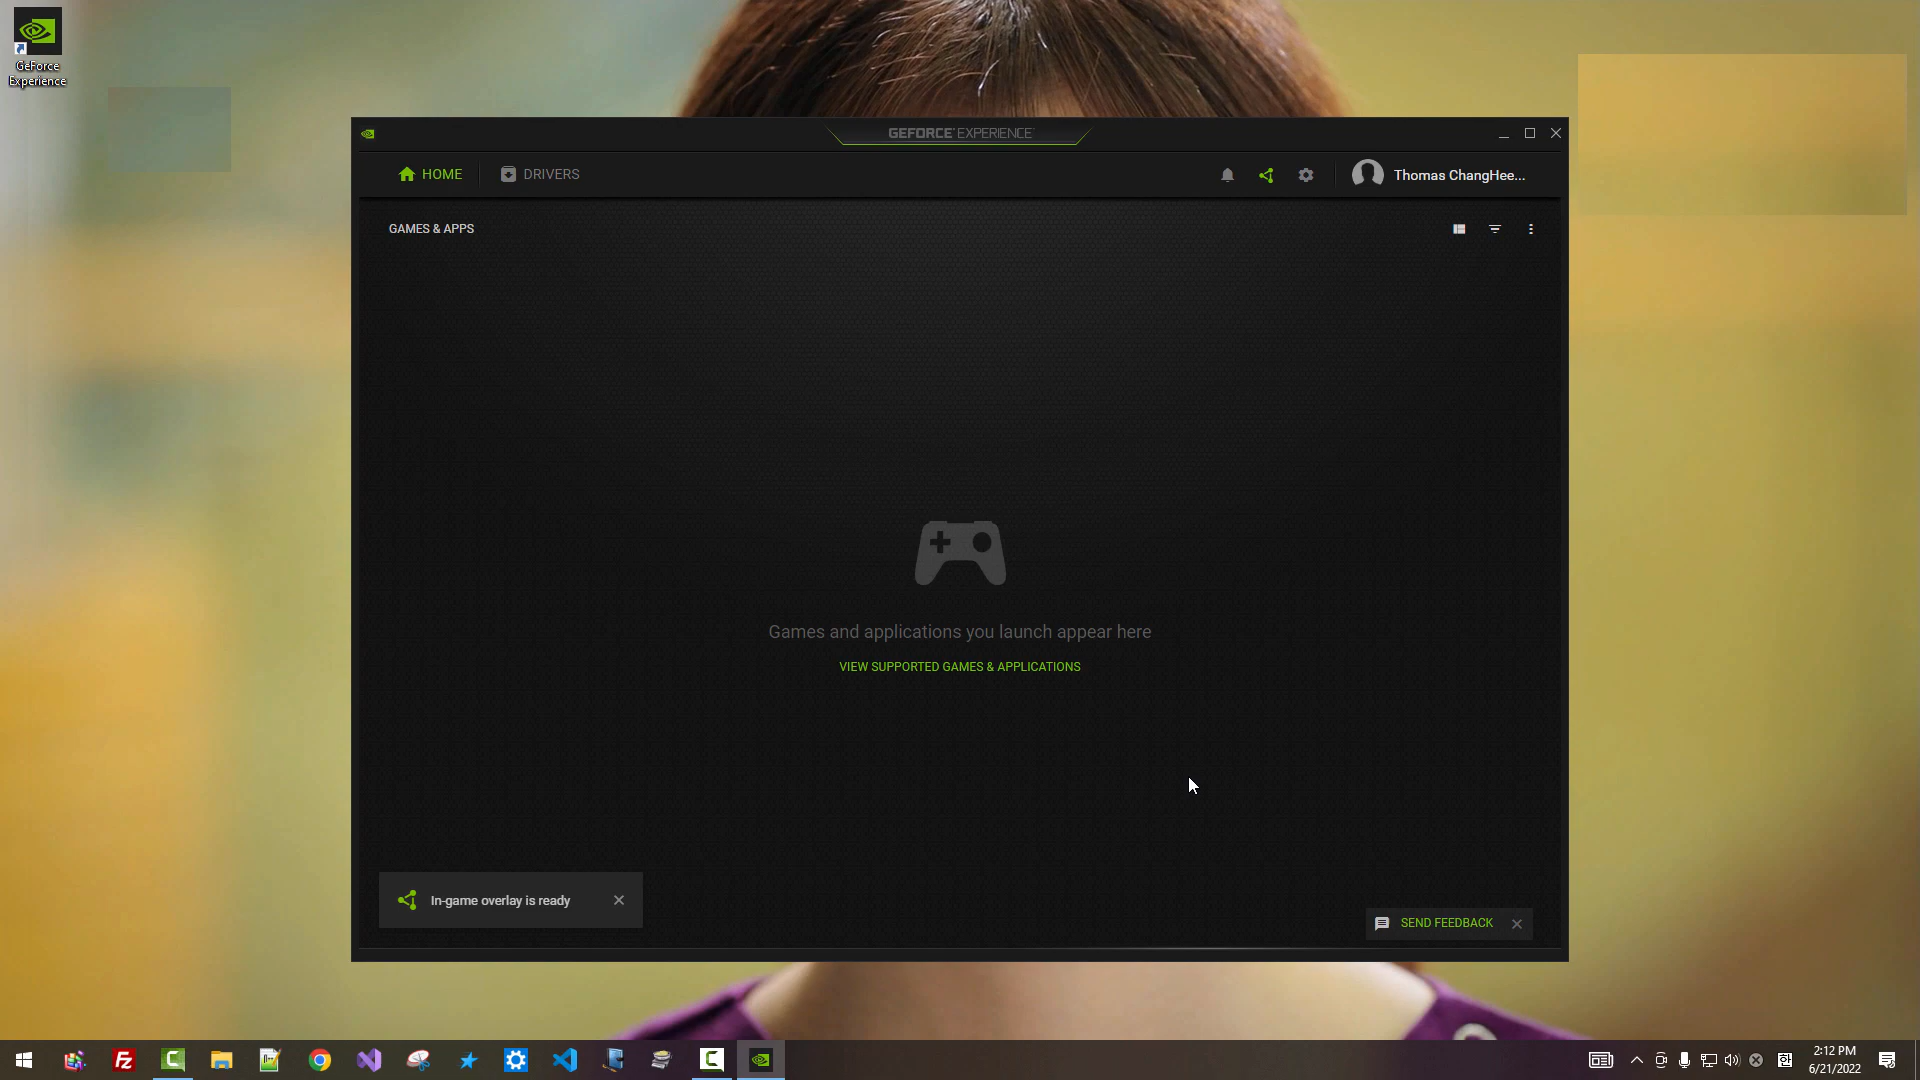 GeForce
Experience
GEFORCE EXPERIENCE
HOME
DRIVERS
Thomas ChangHee...
GAMES & APPS
Games and applications you launch appear here
VIEW SUPPORTED GAMES & APPLICATIONS
In-game overlay is ready
SEND FEEDBACK
2:12 PM
6/21/2022